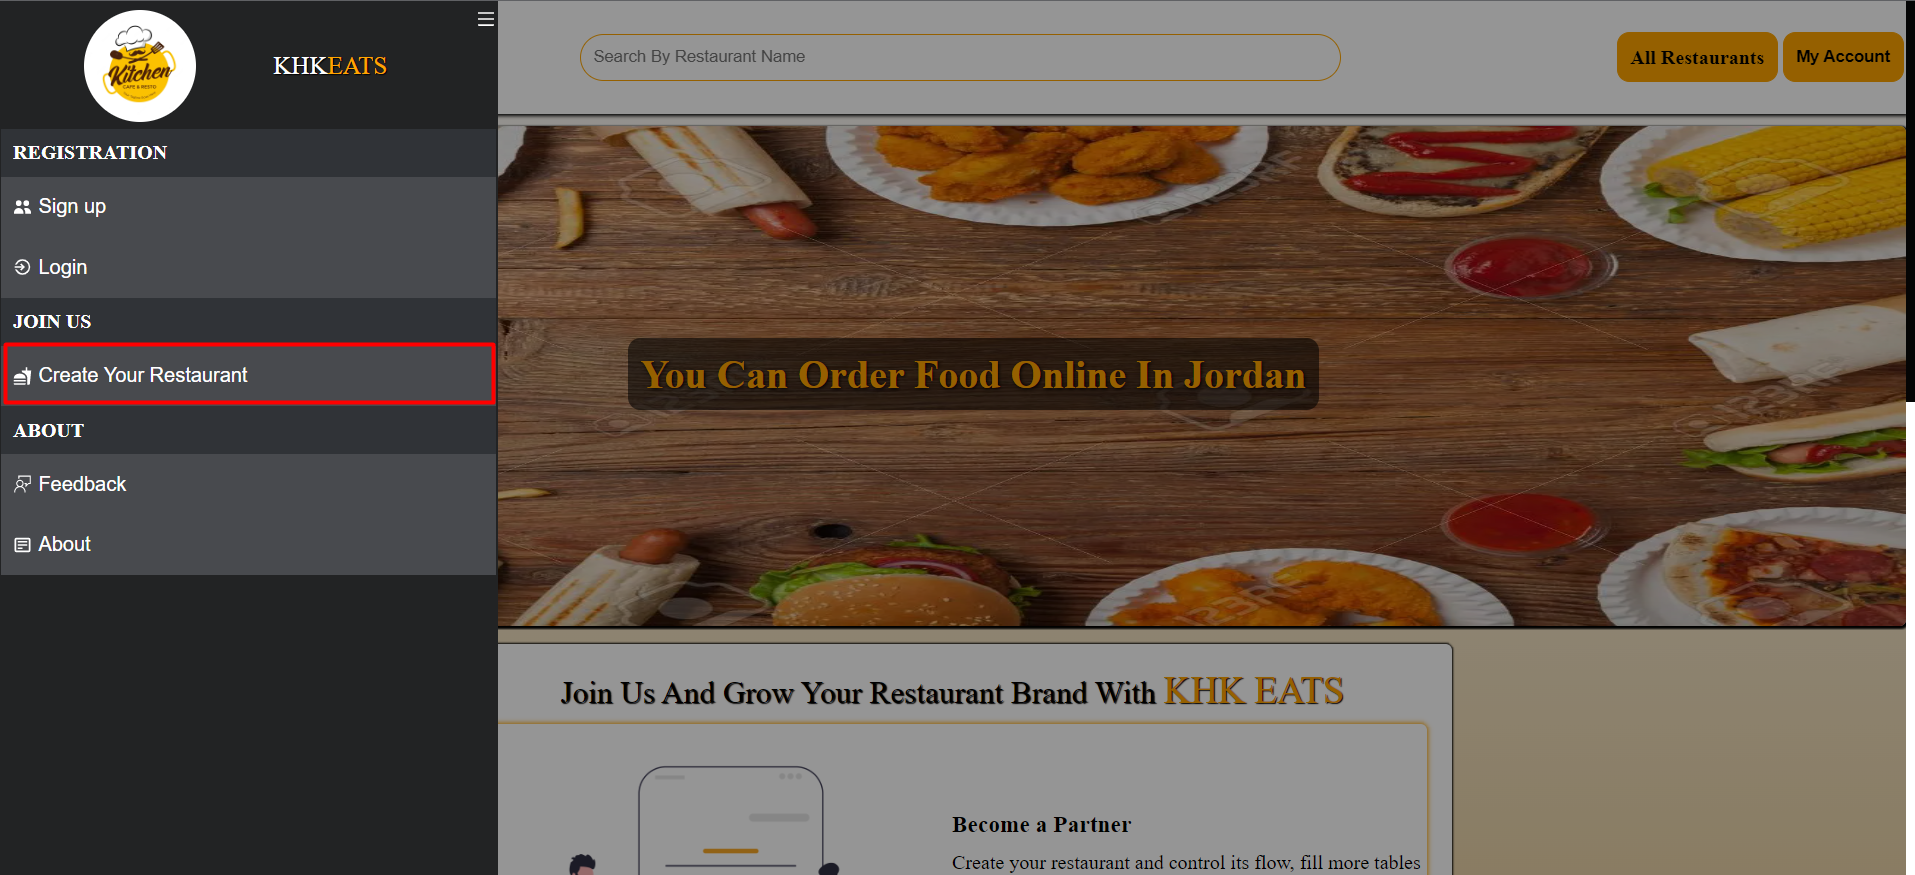 Kitchen
CAFE & RESTO
KHKEATS
Search By Restaurant Name
All Restaurants
My Account
REGISTRATION
Sign up
Login
JOIN US
Create Your Restaurant
ABOUT
Feedback
About
You Can Order Food Online In Jordan
Join Us And Grow Your Restaurant Brand With KHK EATS
Become a Partner
Create your restaurant and control its flow, fill more tables